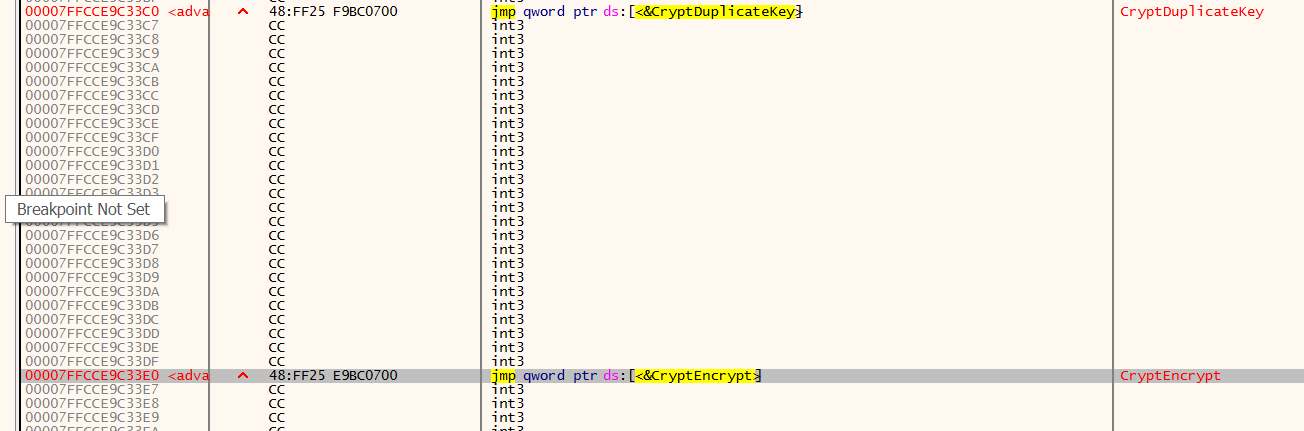 00007FFCCE9C33C0 <adva 48:FF25 F9BC0700 jmp qword ptr ds:[<&CryptDuplicateKey>] CryptDuplicateKey
00007FFCCE9C33C7 CC int3
00007FFCCE9C33C8 CC int3
00007FFCCE9C33C9 CC int3
00007FFCCE9C33CA CC int3
00007FFCCE9C33CB CC int3
00007FFCCE9C33CC CC int3
00007FFCCE9C33CD CC int3
00007FFCCE9C33CE CC int3
00007FFCCE9C33CF CC int3
00007FFCCE9C33D0 CC int3
00007FFCCE9C33D1 CC int3
00007FFCCE9C33D2 CC int3
00007FFCCE9C33D3 CC int3
Breakpoint Not Set CC int3
CC int3
00007FFCCE9C33D6 CC int3
00007FFCCE9C33D7 CC int3
00007FFCCE9C33D8 CC int3
00007FFCCE9C33D9 CC int3
00007FFCCE9C33DA CC int3
00007FFCCE9C33DB CC int3
00007FFCCE9C33DC CC int3
00007FFCCE9C33DD CC int3
00007FFCCE9C33DE CC int3
00007FFCCE9C33DF CC int3
00007FFCCE9C33E0 <adva 48:FF25 E9BC0700 jmp qword ptr ds:[<&CryptEncrypt>] CryptEncrypt
00007FFCCE9C33E7 CC int3
00007FFCCE9C33E8 CC int3
00007FFCCE9C33E9 CC int3
00007FFCCE9C33EA CC int3